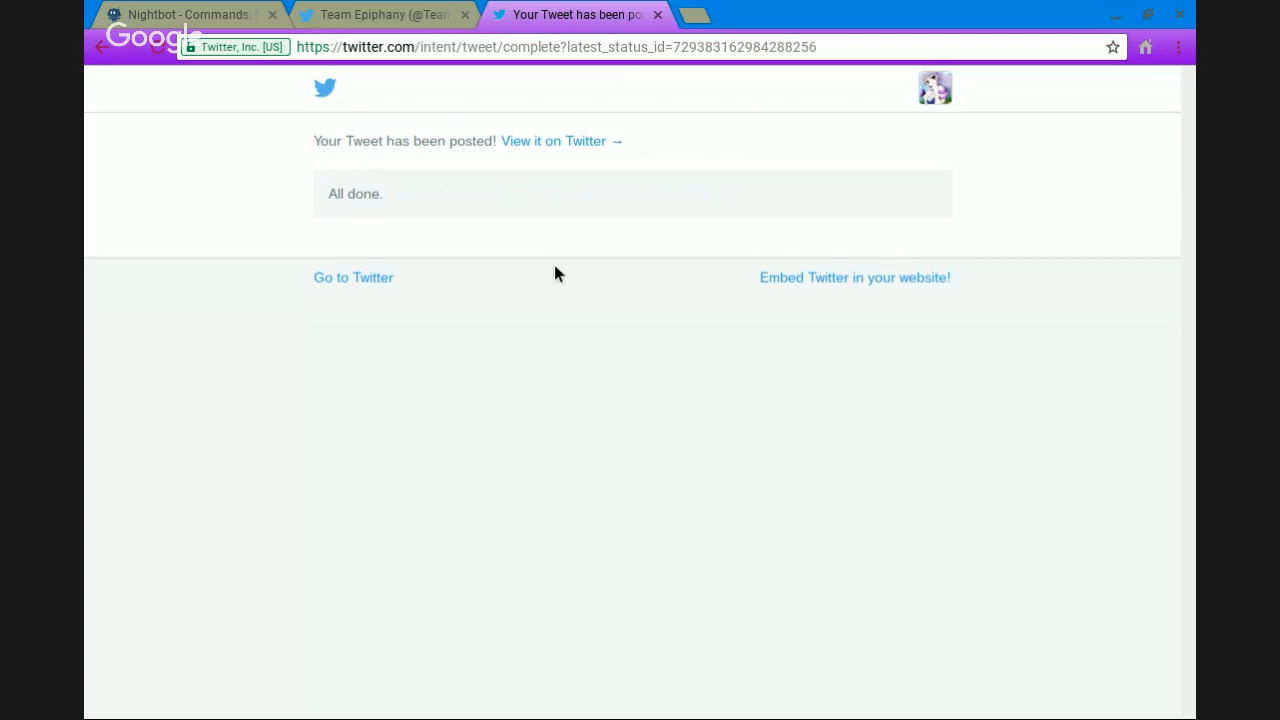 Nightbot - Commands:
Team Epiphany (@Team
Your Tweet has been po
Google
Twitter, Inc. [US]
https://twitter.com/intent/tweet/complete?latest_status_id=729383162984288256
Your Tweet has been posted! View it on Twitter →
All done.
Go to Twitter
Embed Twitter in your website!